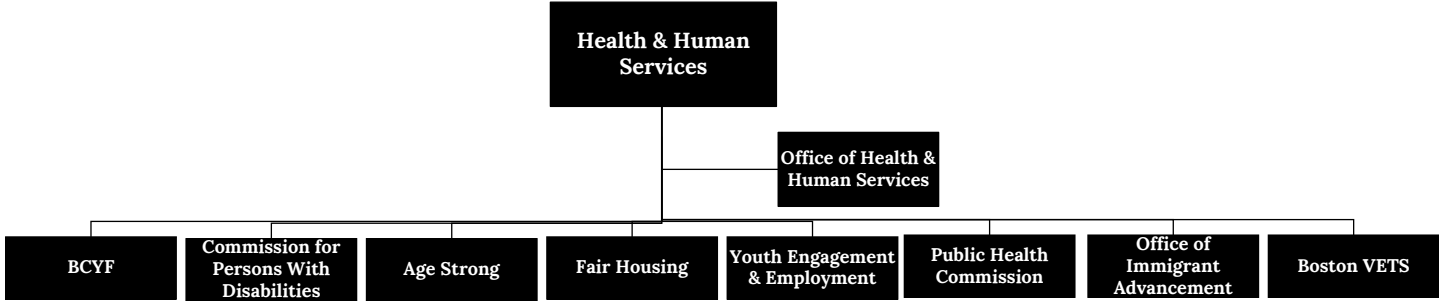 Health & Human
Services
Office of Health &
Human Services
BCYF
Commission for
Persons With
Disabilities
Age Strong
Fair Housing
Youth Engagement
& Employment
Public Health
Commission
Office of
Immigrant
Advancement
Boston VETS